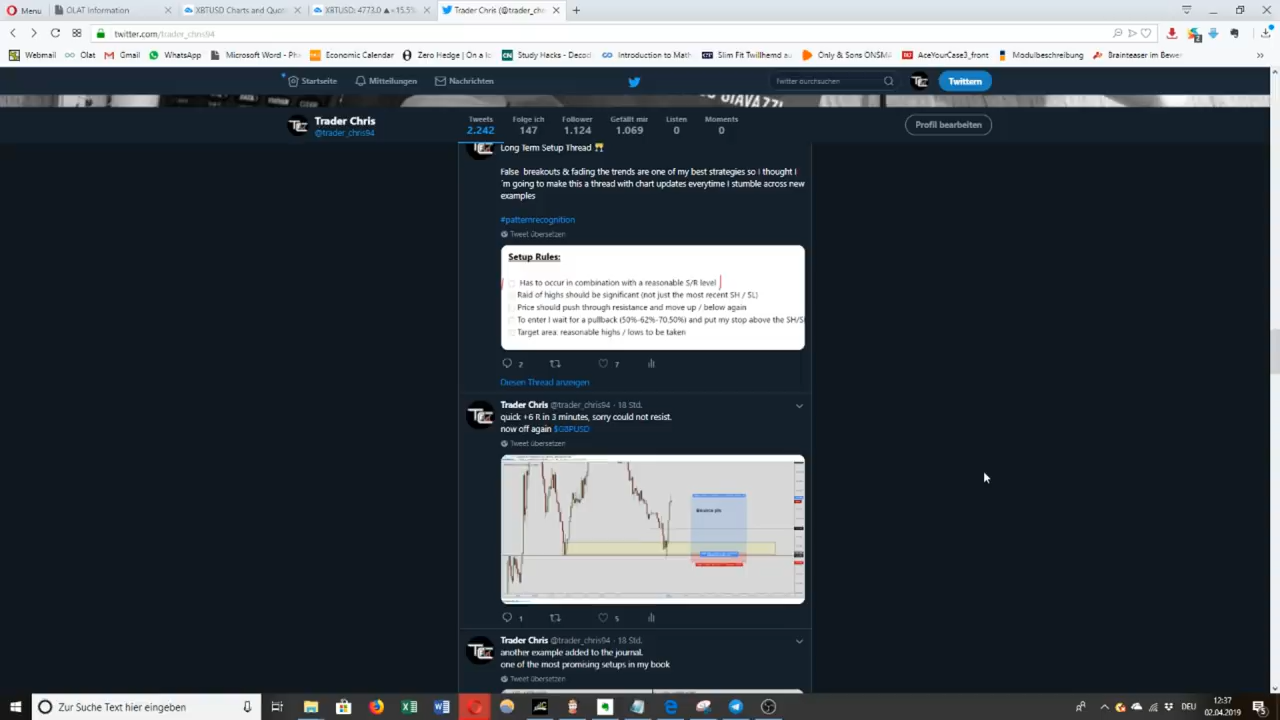 Menu
OLAT Information
XBTUSD Charts and Quo
XBTUSD: 4773.0 ▲+15.5%
Trader Chris (@trader_ch
twitter.com/trader_chris94
Webmail
Olat
Gmail
WhatsApp
Microsoft Word - Ph
Economic Calendar
Zero Hedge | On a lo
Study Hacks - Decod
Introduction to Math
Slim Fit Twillhemd au
Only & Sons ONSMA
AceYourCase3_front
Modulbeschreibung
Brainteaser im Bewer
Startseite
Mitteilungen
Nachrichten
Twitter durchsuchen
Twittern
Trader Chris
@trader_chris94
Tweets
2.242
Folge ich
147
Follower
1.124
Gefällt mir
1.069
Listen
0
Moments
0
Profil bearbeiten
Long Term Setup Thread
False breakouts & fading the trends are one of my best strategies so I thought I
´m going to make this a thread with chart updates everytime I stumble across new
examples
#patternrecognition
Tweet übersetzen
Setup Rules:
Has to occur in combination with a reasonable S/R level
Raid of highs should be significant (not just the most recent SH / SL)
Price should push through resistance and move up / below again
To enter I wait for a pullback (50%-62%-70.50%) and put my stop above the SH/S
Target area: reasonable highs / lows to be taken
2
7
Diesen Thread anzeigen
Trader Chris @trader_chris94 · 18 Std.
quick +6 R in 3 minutes, sorry could not resist.
now off again $GBPUSD
Tweet übersetzen
1
5
Trader Chris @trader_chris94 · 18 Std.
another example added to the journal.
one of the most promising setups in my book
Tweet übersetzen
Zur Suche Text hier eingeben
DEU
12:37
02.04.2019